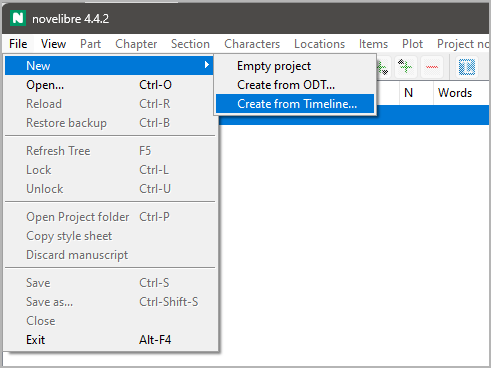 novelibre 4.4.2
File View Part Chapter Section Characters Locations Items Plot Project no
New
Empty project
Open... Ctrl-O
Create from ODT...
N Words
Reload Ctrl-R
Create from Timeline...
Restore backup Ctrl-B
Refresh Tree F5
Lock Ctrl-L
Unlock Ctrl-U
Open Project folder Ctrl-P
Copy style sheet
Discard manuscript
Save Ctrl-S
Save as... Ctrl-Shift-S
Close
Exit Alt-F4